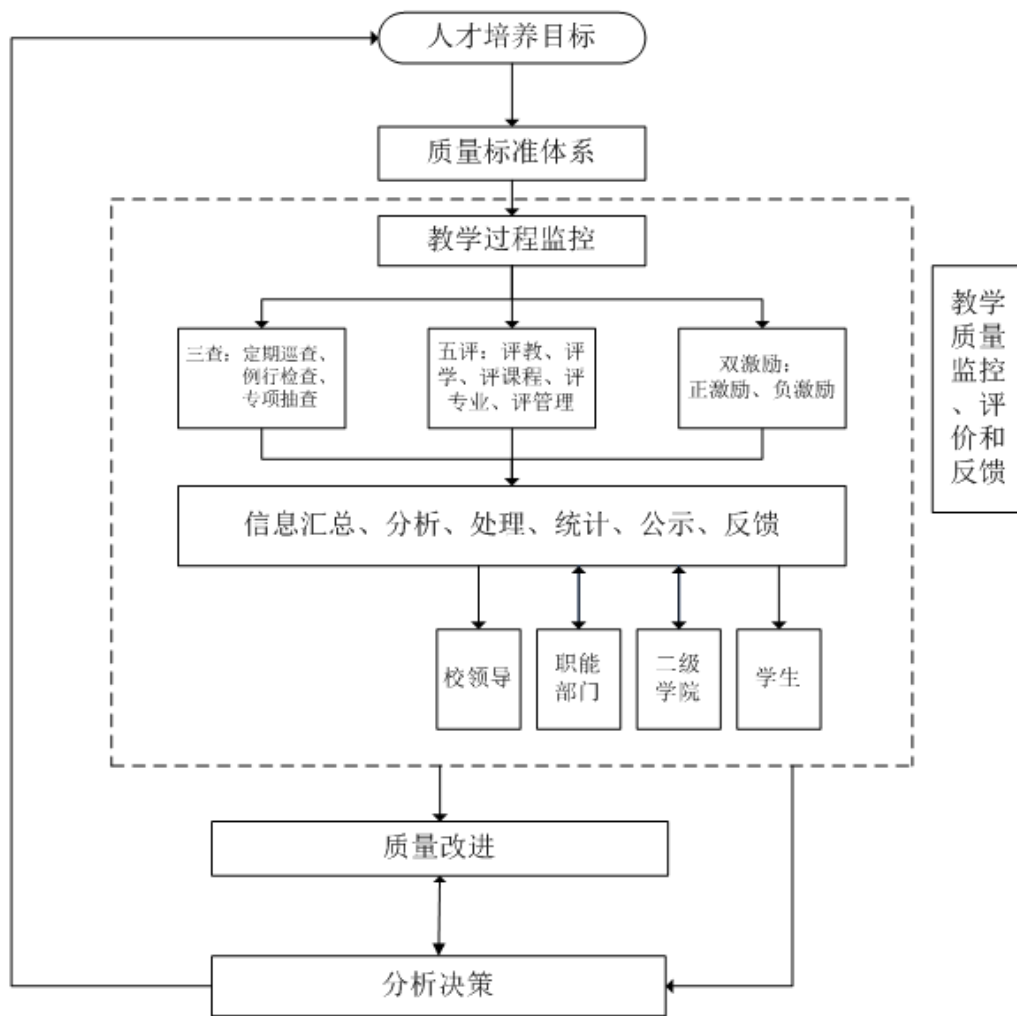 人才培养目标
质量标准体系
教学过程监控
三查：定期巡查、
例行检查、
专项抽查
五评：评教、评
学、评课程、评
专业、评管理
双激励：
正激励、负激励
教学
质量
监控
、评
价和
反馈
信息汇总、分析、处理、统计、公示、反馈
校领导
职能
部门
二级
学院
学生
质量改进
分析决策